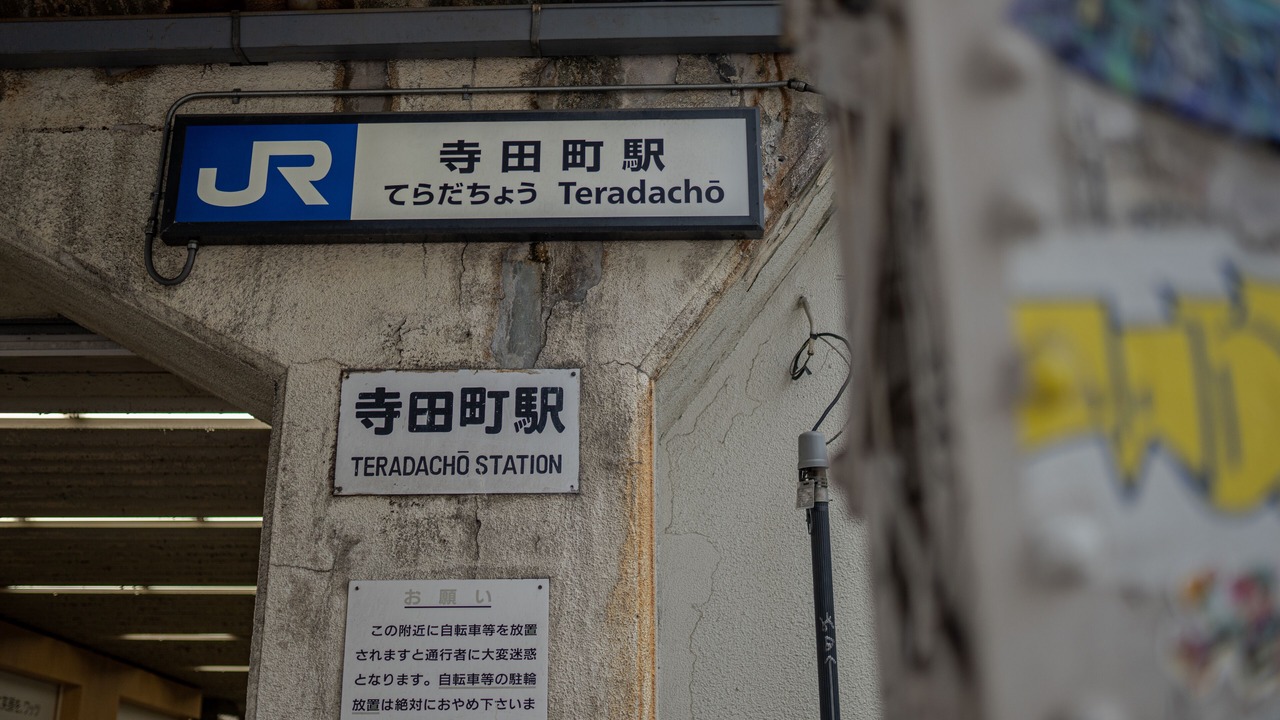 JR
寺田町駅
てらだちょう Teradachō
寺田町駅
TERADACHŌ STATION
お願い
この附近に自転車等を放置
されますと通行者に大変迷惑
となります。自転車等の駐輪
放置は絶対におやめ下さいま